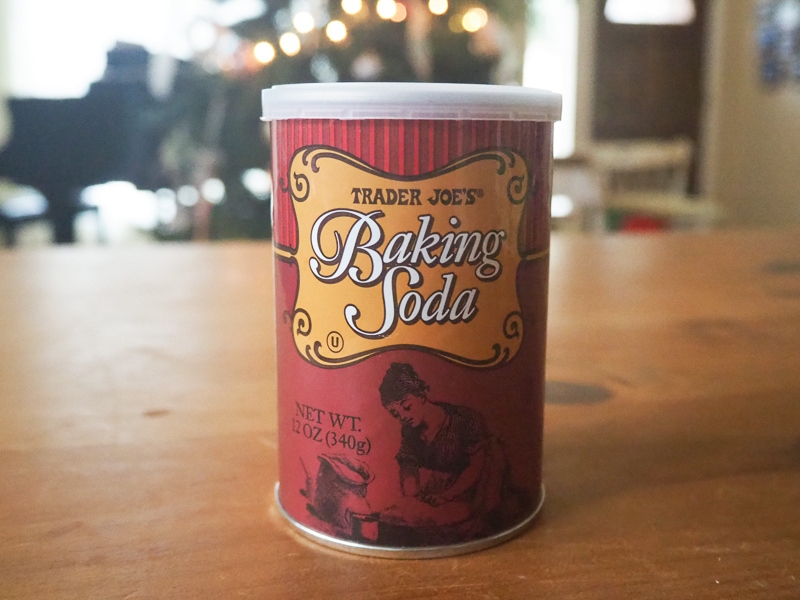 TRADER JOE'S®
Baking
Soda
U
NET WT.
12 OZ (340g)